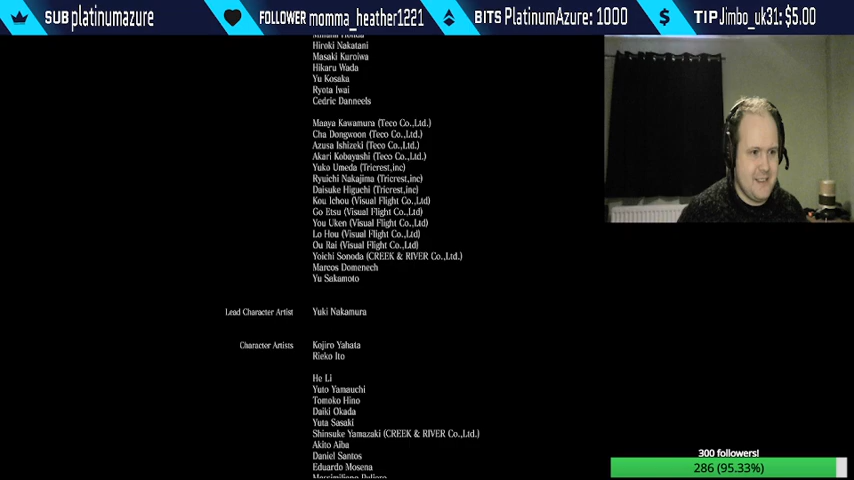 SUB platinumazure
FOLLOWER momma_heather1221
BITS PlatinumAzure: 1000
$ TIP Jimbo_uk31: $5.00
Hiroki Nakatani
Masaki Kuroiwa
Hikaru Wada
Yu Kosaka
Ryota Iwai
Cedric Danneels
Maaya Kawamura (Teco Co.,Ltd.)
Cha Dongwoon (Teco Co.,Ltd.)
Azusa Ishizeki (Teco Co.,Ltd.)
Akari Kobayashi (Teco Co.,Ltd.)
Yuko Umeda (Tricrest,inc)
Ryuichi Nakajima (Tricrest,inc)
Daisuke Higuchi (Tricrest,inc)
Kou Ichou (Visual Flight Co.,Ltd)
Go Etsu (Visual Flight Co.,Ltd)
You Uken (Visual Flight Co.,Ltd)
Lo Hou (Visual Flight Co.,Ltd)
Ou Rai (Visual Flight Co.,Ltd)
Yoichi Sonoda (CREEK & RIVER Co.,Ltd.)
Marcos Domenech
Yu Sakamoto
Lead Character Artist Yuki Nakamura
Character Artists Kojiro Yahata
Rieko Ito
He Li
Yuto Yamauchi
Tomoko Hino
Daiki Okada
Yuta Sasaki
Shinsuke Yamazaki (CREEK & RIVER Co.,Ltd.)
Akito Aiba
Daniel Santos
Eduardo Mosena
300 followers!
286 (95.33%)